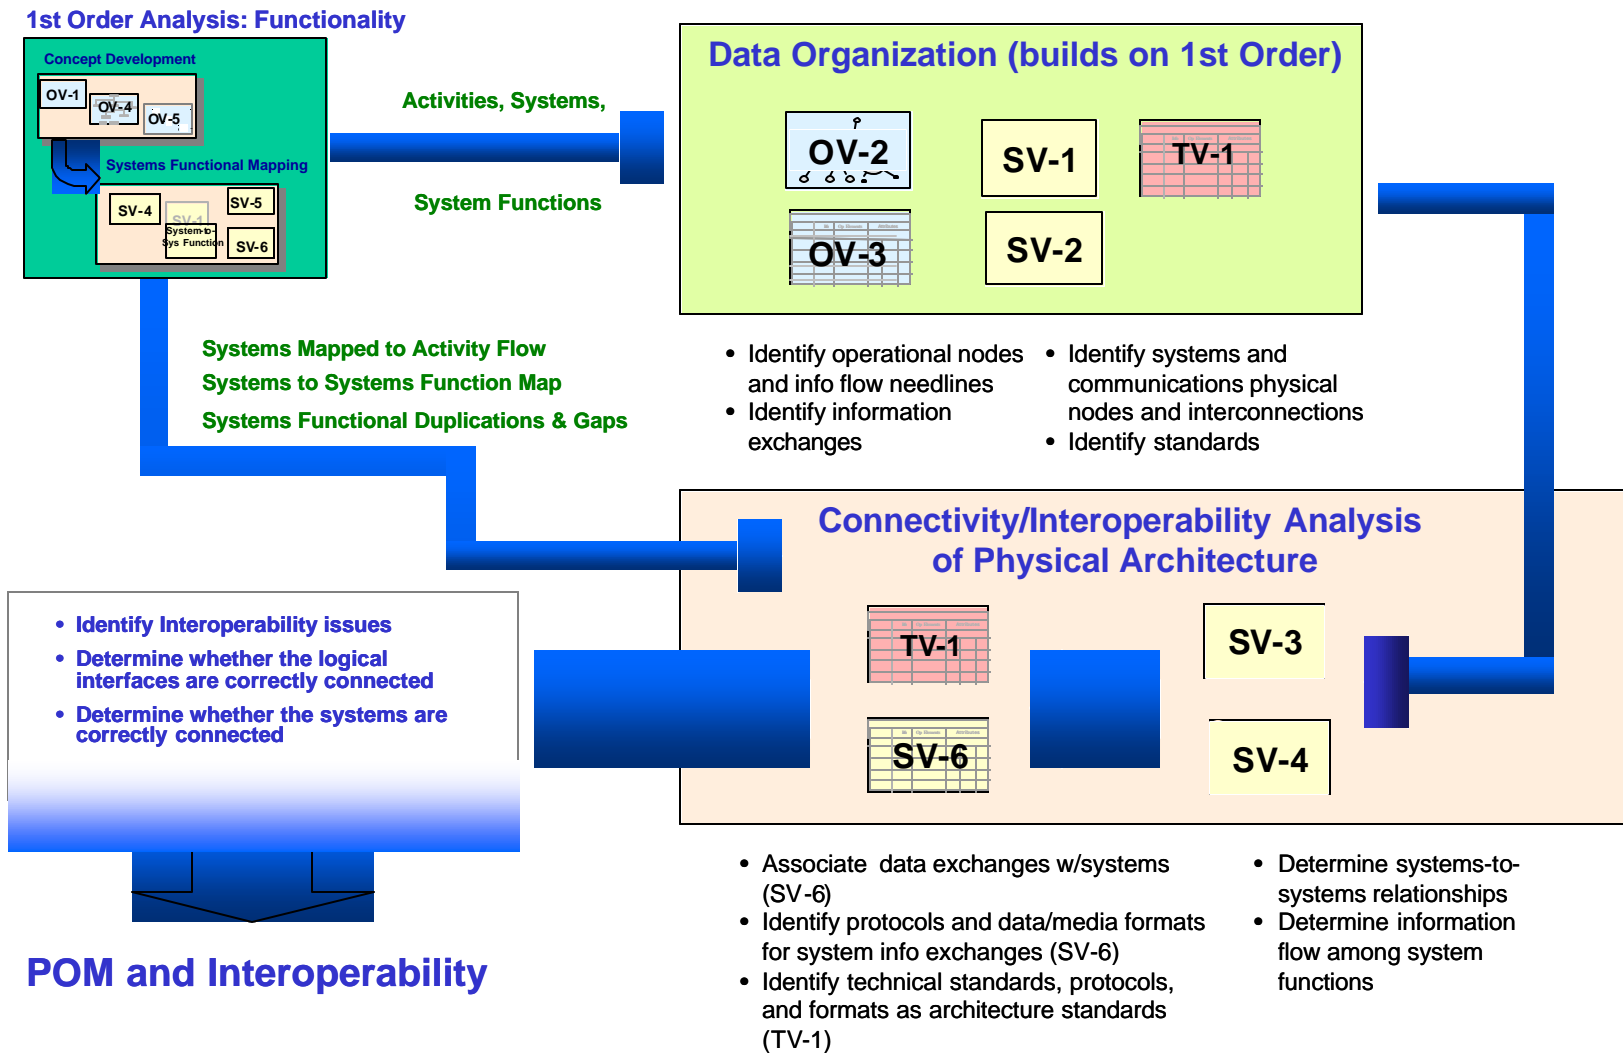 1st Order Analysis: Functionality
Concept Development
OV-1
OV-4
OV-5
Systems Functional Mapping
SV-4
SV-1
System-to-
Sys Function
SV-5
SV-6
Activities, Systems,
System Functions
Data Organization (builds on 1st Order)
OV-2
SV-1
TV-1
OV-3
SV-2
Systems Mapped to Activity Flow
Systems to Systems Function Map
Systems Functional Duplications & Gaps
• Identify operational nodes
and info flow needlines
• Identify information
exchanges
• Identify systems and
communications physical
nodes and interconnections
• Identify standards
Connectivity/Interoperability Analysis
of Physical Architecture
TV-1
SV-3
SV-6
SV-4
• Identify Interoperability issues
• Determine whether the logical
interfaces are correctly connected
• Determine whether the systems are
correctly connected
POM and Interoperability
• Associate data exchanges w/systems
(SV-6)
• Identify protocols and data/media formats
for system info exchanges (SV-6)
• Identify technical standards, protocols,
and formats as architecture standards
(TV-1)
• Determine systems-to-
systems relationships
• Determine information
flow among system
functions